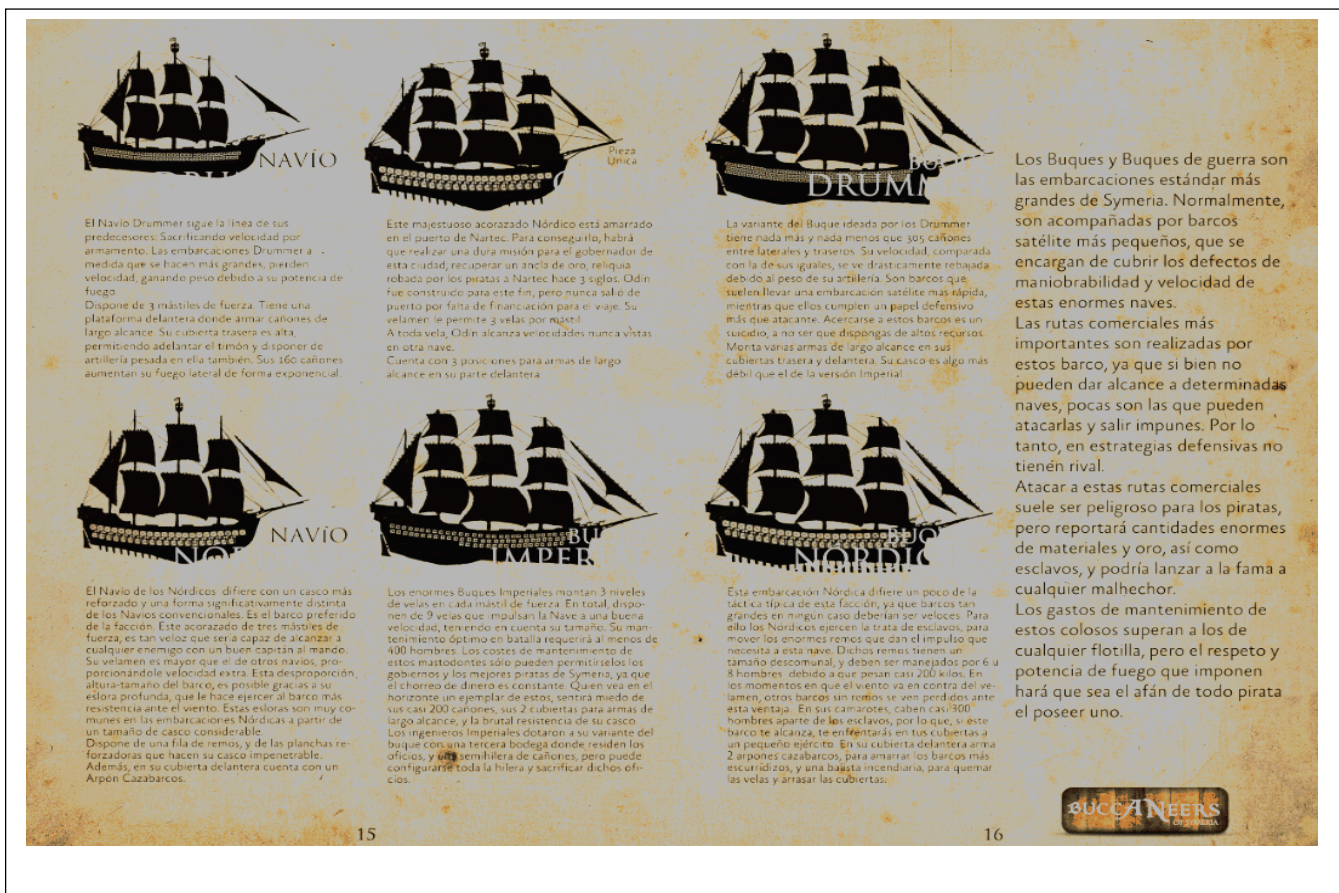 NAVÍO
El Navío Drummer sigue la línea de sus
predecesores: Sacrificando velocidad por
armamento. Las embarcaciones Drummer a
medida que se hacen más grandes, pierden
velocidad, ganando peso debido a su potencia de
fuego.
Dispone de 3 mástiles de fuerza. Tiene una
plataforma delantera donde armar cañones de
largo alcance. Su cubierta trasera es alta,
permitiendo adelantar el timón y disponer de
artillería pesada en ella también. Sus 160 cañones
aumentan su fuego lateral de forma exponencial.
NAVÍO
NÓ
El Navío de los Nórdicos difiere con un casco más
reforzado y una forma significativamente distinta
de los Navíos convencionales. Es el barco preferido
de la facción. Este acorazado de tres mástiles de
fuerza, es tan veloz que sería capaz de alcanzar a
cualquier enemigo con un buen capitán al mando.
Su velamen es mayor que el de otros navíos, pro-
porcionándole velocidad extra. Esta desproporción,
altura-tamaño del barco, es posible gracias a su
eslora profunda, que le hace ejercer al barco más
resistencia ante el viento. Estas esloras son muy co-
munes en las embarcaciones Nórdicas a partir de
un tamaño de casco considerable.
Dispone de una fila de remos, y de las planchas re-
forzadoras que hacen su casco impenetrable.
Además, en su cubierta delantera cuenta con un
Arpón Cazabarcos.
Pieza
Única
Este majestuoso acorazado Nórdico está amarrado
en el puerto de Nartec. Para conseguirlo, habrá
que realizar una dura misión para el gobernador de
esta ciudad, recuperar un ancla de oro, reliquia
robada por los piratas a Nartec hace 3 siglos. Odín
fue construido para este fin, pero nunca salió de
puerto por falta de financiación para el viaje. Su
velamen le permite 3 velas por mástil.
A toda vela, Odín alcanza velocidades nunca vistas
en otra nave.
Cuenta con 3 posiciones para armas de largo
alcance en su parte delantera.
BU
IMPERI
Los enormes Buques Imperiales montan 3 niveles
de velas en cada mástil de fuerza. En total, dispo-
nen de 9 velas que impulsan la Nave a una buena
velocidad, teniendo en cuenta su tamaño. Su man-
tenimiento óptimo en batalla requerirá al menos de
400 hombres. Los costes de mantenimiento de
estos mastodontes sólo pueden permitírselos los
gobiernos y los mejores piratas de Symeria, ya que
el chorreo de dinero es constante. Quien vea en el
horizonte un ejemplar de estos, sentirá miedo de
sus casi 200 cañones, sus 2 cubiertas para armas de
largo alcance, y la brutal resistencia de su casco.
Los ingenieros Imperiales dotaron a su variante del
buque con una tercera bodega donde residen los
oficios, y una semihilera de cañones, pero puede
configurarse toda la hilera y sacrificar dichos ofi-
cios.
15
BUQU
DRUMM
La variante del Buque ideada por los Drummer
tiene nada más y nada menos que 305 cañones
entre laterales y traseros. Su velocidad, comparada
con la de sus iguales, se ve drásticamente rebajada
debido al peso de su artillería. Son barcos que
suelen llevar una embarcación satélite más rápida,
mientras que ellos cumplen un papel defensivo
más que atacante. Acercarse a estos barcos es un
suicidio, a no ser que dispongas de altos recursos.
Monta varias armas de largo alcance en sus
cubiertas trasera y delantera. Su casco es algo más
débil que el de la versión Imperial.
BUQU
NÓRDIC
Esta embarcación Nórdica difiere un poco de la
táctica típica de esta facción, ya que barcos tan
grandes en ningún caso deberían ser veloces. Para
ello los Nórdicos ejercen la trata de esclavos, para
mover los enormes remos que dan el impulso que
necesita a esta nave. Dichos remos tienen un
tamaño descomunal, y deben ser manejados por 6 u
8 hombres debido a que pesan casi 200 kilos. En
los momentos en que el viento va en contra del ve-
lamen, otros barcos sin remos se ven perdidos ante
esta ventaja. En sus camarotes, caben casi 300
hombres aparte de los esclavos, por lo que, si este
barco te alcanza, te enfrentarás en tus cubiertas a
un pequeño ejército. En su cubierta delantera arma
2 arpones cazabarcos, para amarrar los barcos más
escurridizos, y una balista incendiaria, para quemar
las velas y arrasar las cubiertas.
16
Los Buques y Buques de guerra son
las embarcaciones estándar más
grandes de Symeria. Normalmente,
son acompañadas por barcos
satélite más pequeños, que se
encargan de cubrir los defectos de
maniobrabilidad y velocidad de
estas enormes naves.
Las rutas comerciales más
importantes son realizadas por
estos barco, ya que si bien no
pueden dar alcance a determinadas
naves, pocas son las que pueden
atacarlas y salir impunes. Por lo
tanto, en estrategias defensivas no
tienén rival.
Atacar a estas rutas comerciales
suele ser peligroso para los piratas,
pero reportará cantidades enormes
de materiales y oro, así como
esclavos, y podría lanzar a la fama a
cualquier malhechor.
Los gastos de mantenimiento de
estos colosos superan a los de
cualquier flotilla, pero el respeto y
potencia de fuego que imponen
hará que sea el afán de todo pirata
el poseer uno.
BUCCANEERS
OF SYMERIA